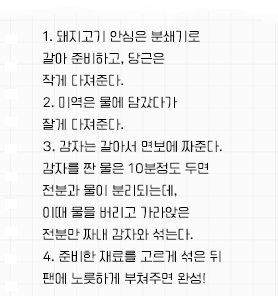 1. 돼지고기 안심은 분쇄기로
갈아 준비하고, 당근은
작게 다져준다.
2. 미역은 물에 담갔다가
잘게 다져준다.
3. 감자는 갈아서 면보에 짜준다.
감자를 짠 물은 10분정도 두면
전분과 물이 분리되는데,
이때 물을 버리고 가라앉은
전분만 짜내 감자와 섞는다.
4. 준비한 재료를 고르게 섞은 뒤
팬에 노릇하게 부쳐주면 완성!